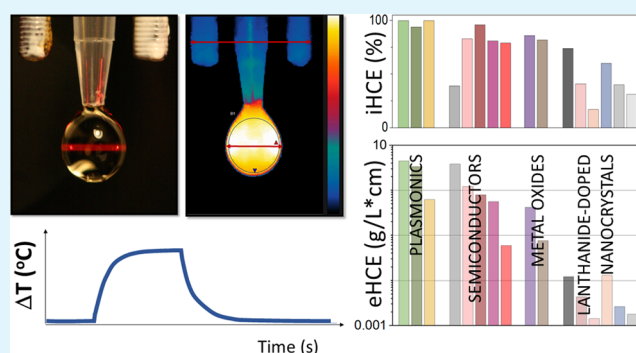 100
iHCE (%)
0
10
eHCE (g/L*cm)
0.001
PLASMONICS
SEMICONDUCTORS
METAL OXIDES
LANTHANIDE-DOPED
NANOCRYSTALS
ΔT (ºC)
Time (s)